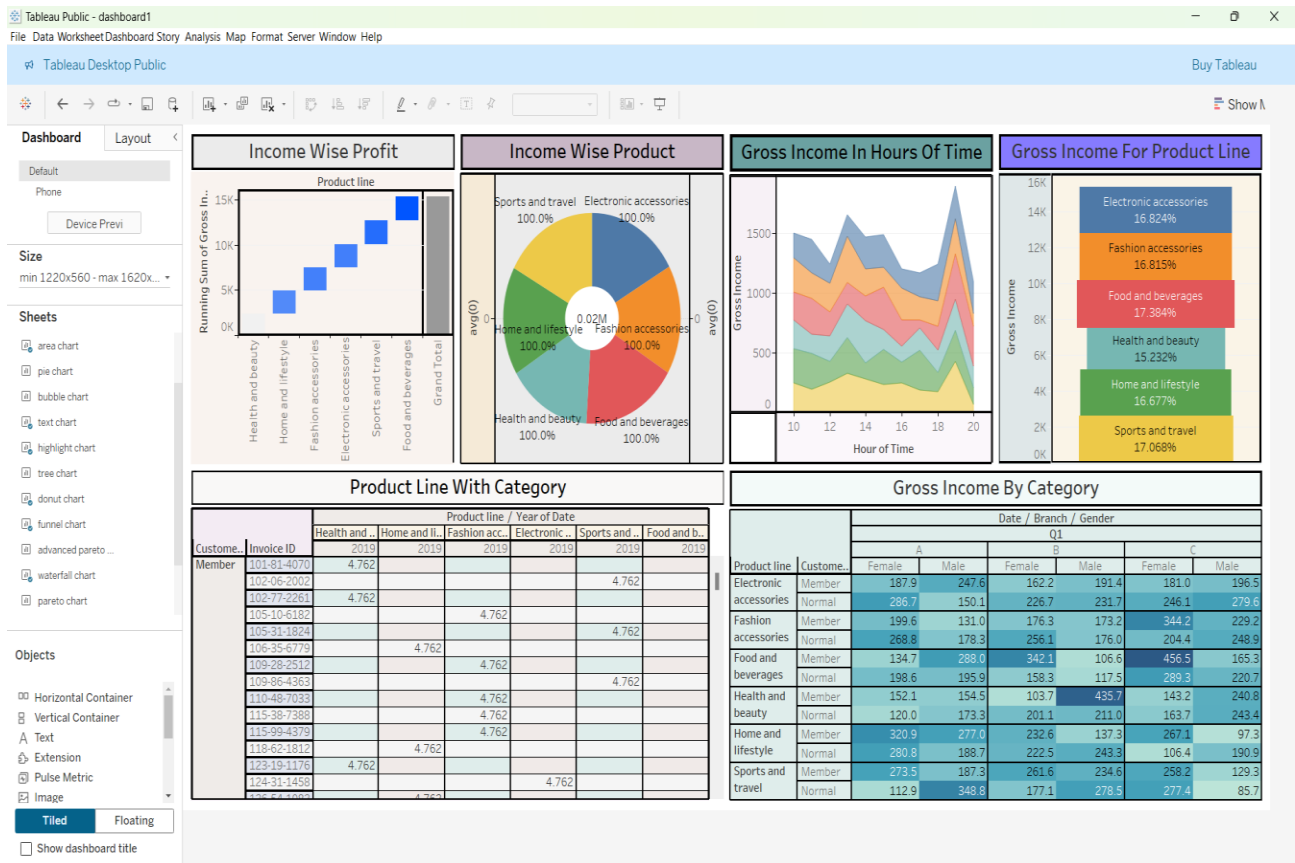 Tableau Public - dashboard1
File Data Worksheet Dashboard Story Analysis Map Format Server Window Help
Tableau Desktop Public
Buy Tableau
Show M
Dashboard
Layout
Default
Phone
Device Previ
Size
min 1220x560 - max 1620x...
Sheets
area chart
pie chart
bubble chart
text chart
highlight chart
tree chart
donut chart
funnel chart
advanced pareto ...
waterfall chart
pareto chart
Objects
Horizontal Container
Vertical Container
Text
Extension
Pulse Metric
Image
Tiled
Floating
Show dashboard title
Income Wise Profit
Product line
Running Sum of Gross In..
15K
10K
5K
0K
Health and beauty
Home and lifestyle
Fashion accessories
Electronic accessories
Sports and travel
Food and beverages
Grand Total
Income Wise Product
avg(0)
0
Sports and travel
100.0%
Electronic accessories
100.0%
Home and lifestyle
100.0%
0.02M
Fashion accessories
100.0%
Health and beauty
100.0%
Food and beverages
100.0%
0
avg(0)
Gross Income In Hours Of Time
Gross Income
1500
1000
500
0
10 12 14 16 18 20
Hour of Time
Gross Income For Product Line
Gross Income
16K
14K
12K
10K
8K
6K
4K
2K
0K
Electronic accessories
16.824%
Fashion accessories
16.815%
Food and beverages
17.384%
Health and beauty
15.232%
Home and lifestyle
16.677%
Sports and travel
17.068%
Product Line With Category
Product line / Year of Date
Health and .. Home and li.. Fashion acc.. Electronic .. Sports and .. Food and b..
Custome.. Invoice ID 2019 2019 2019 2019 2019 2019
Member 101-81-4070 4.762
102-06-2002 4.762
102-77-2261 4.762
105-10-6182 4.762
105-31-1824 4.762
106-35-6779 4.762
109-28-2512 4.762
109-86-4363 4.762
110-48-7033 4.762
115-38-7388 4.762
115-99-4379 4.762
118-62-1812 4.762
123-19-1176 4.762
124-31-1458 4.762
4.762
Gross Income By Category
Date / Branch / Gender
Q1
A B C
Product line Custome.. Female Male Female Male Female Male
Electronic accessories Member 187.9 247.6 162.2 191.4 181.0 196.5
Normal 286.7 150.1 226.7 231.7 246.1 279.6
Fashion accessories Member 199.6 131.0 176.3 173.2 344.2 229.2
Normal 268.8 178.3 256.1 176.0 204.4 248.9
Food and beverages Member 134.7 288.0 342.1 106.6 456.5 165.3
Normal 198.6 195.9 158.3 117.5 289.3 220.7
Health and beauty Member 152.1 154.5 103.7 435.7 143.2 240.8
Normal 120.0 173.3 201.1 211.0 163.7 243.4
Home and lifestyle Member 320.9 277.0 232.6 137.3 267.1 97.3
Normal 280.8 188.7 222.5 243.3 106.4 190.9
Sports and travel Member 273.5 187.3 261.6 234.6 258.2 129.3
Normal 112.9 348.8 177.1 278.5 277.4 85.7